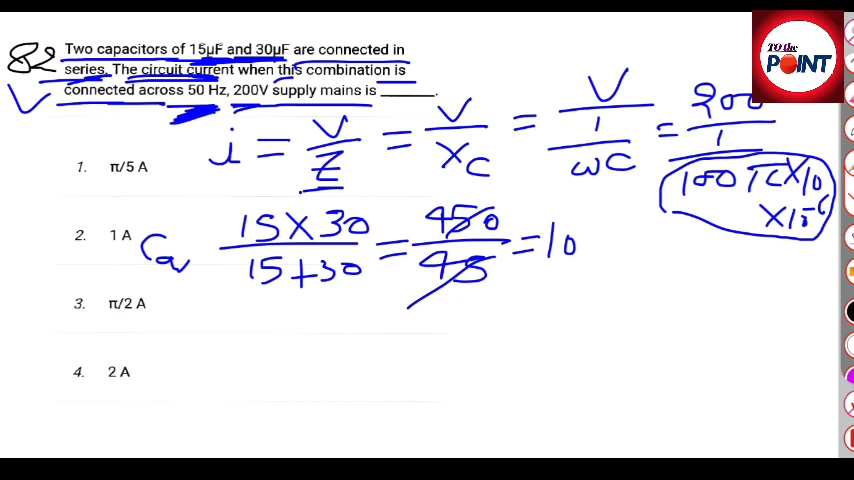 TO the
POINT
82
Two capacitors of 15μF and 30μF are connected in
series. The circuit current when this combination is
connected across 50 Hz, 200V supply mains is ________.
i = V/Z = V/Xc = V/(1/ωC) = 200/(1/(100π×10×10⁻⁶))
1. π/5 A
2. 1 A
Ceq 15×30/15+30 = 450/45 = 10
3. π/2 A
4. 2 A